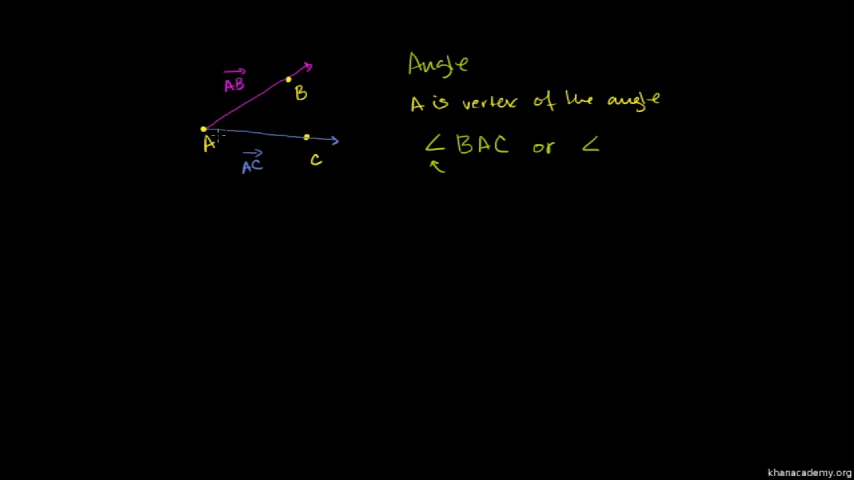 AB
B
A
AC
C
Angle
A is vertex of the angle
∠ BAC or ∠
khanacademy.org